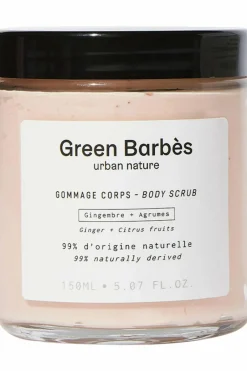 Green Barbès
urban nature
GOMMAGE CORPS - BODY SCRUB
Gingembre + Agrumes
Ginger + Citrus fruits
99% d'origine naturelle
99% naturally derived
150ML • 5.07 FL.OZ.